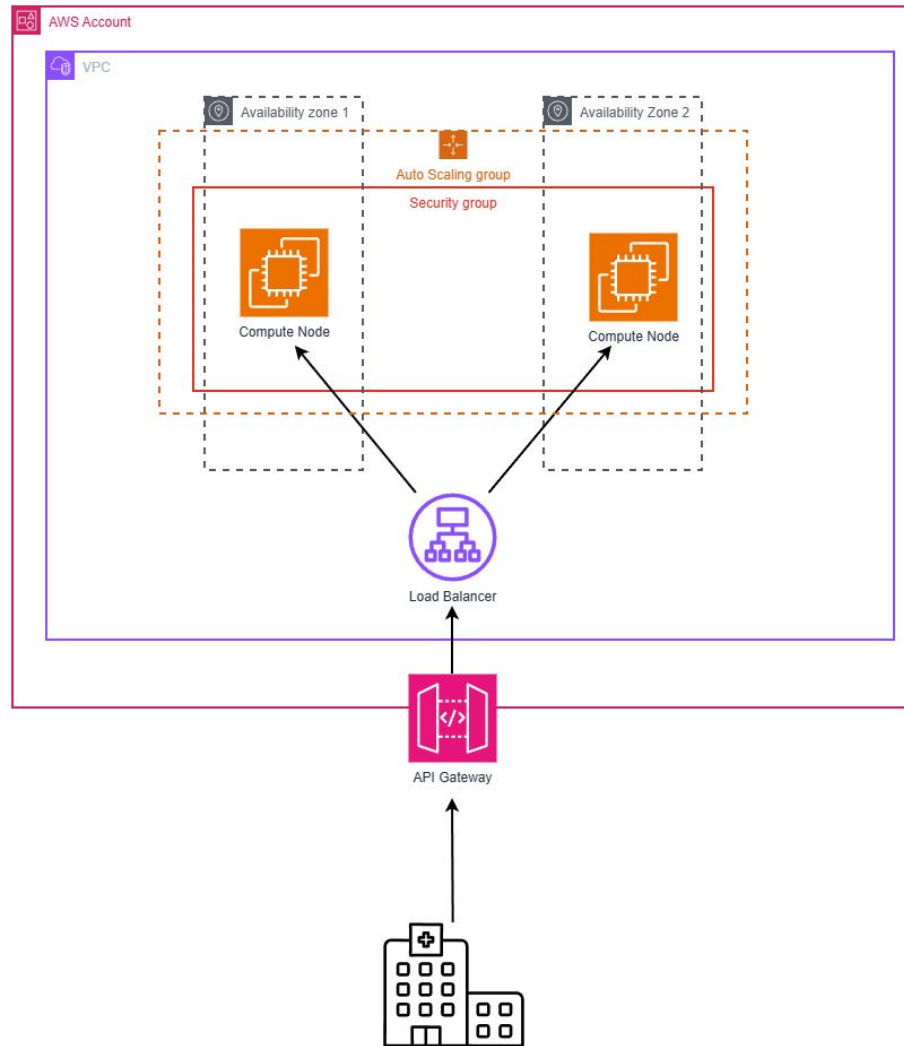 AWS Account
VPC
Availability zone 1
Availability Zone 2
Auto Scaling group
Security group
Compute Node
Compute Node
Load Balancer
</>
API Gateway